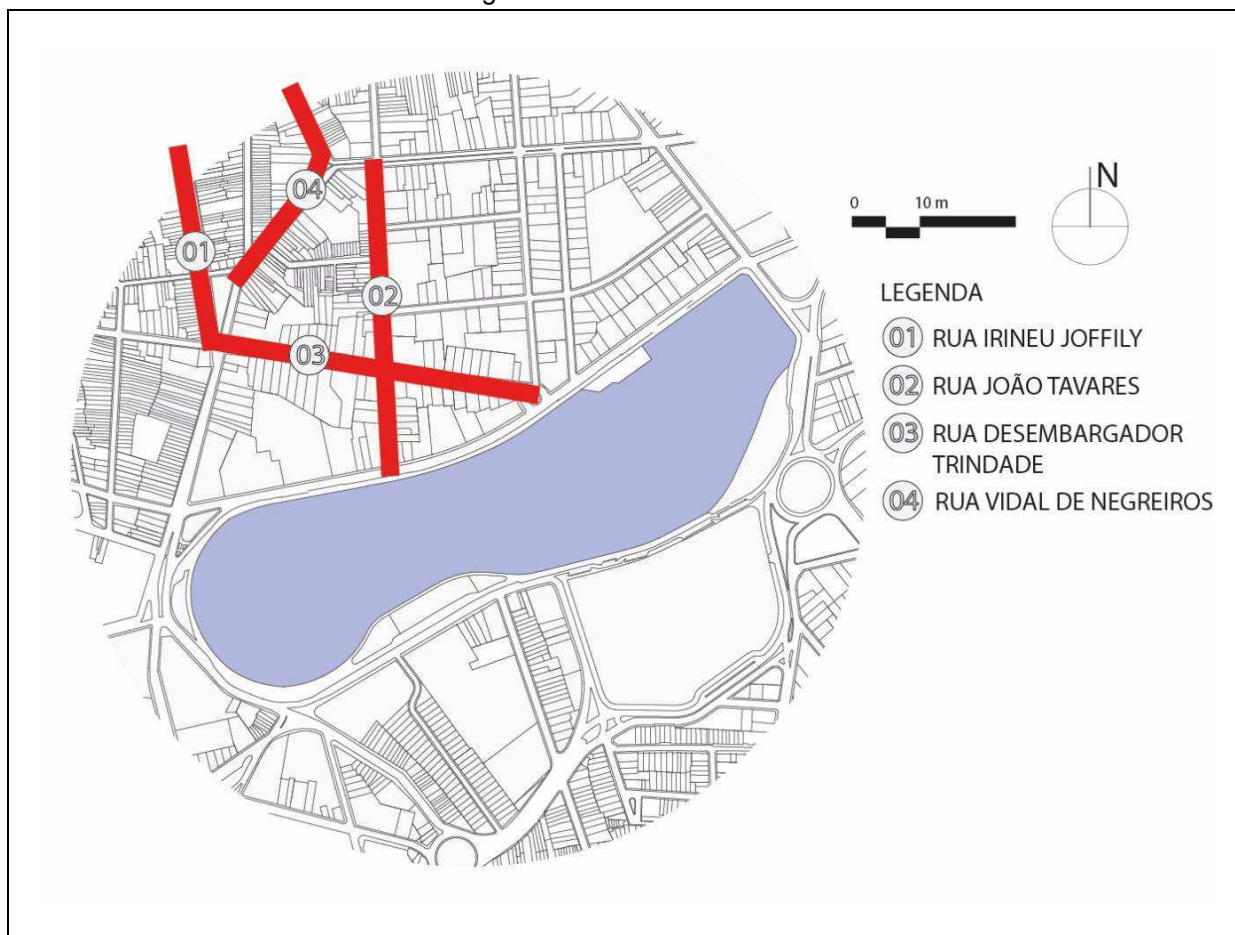 04
01
02
03
N
0 10 m
LEGENDA
01 RUA IRINEU JOFFILY
02 RUA JOÃO TAVARES
03 RUA DESEMBARGADOR
TRINDADE
04 RUA VIDAL DE NEGREIROS